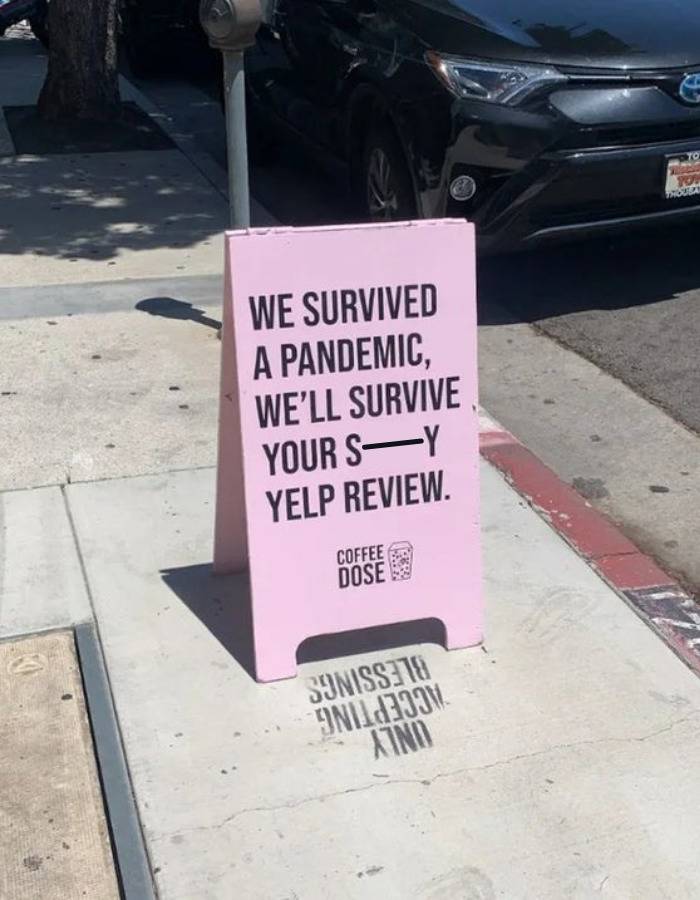 WE SURVIVED
A PANDEMIC,
WE'LL SURVIVE
YOUR S——Y
YELP REVIEW.
COFFEE
DOSE
ONLY
ACCEPTING
BLESSINGS